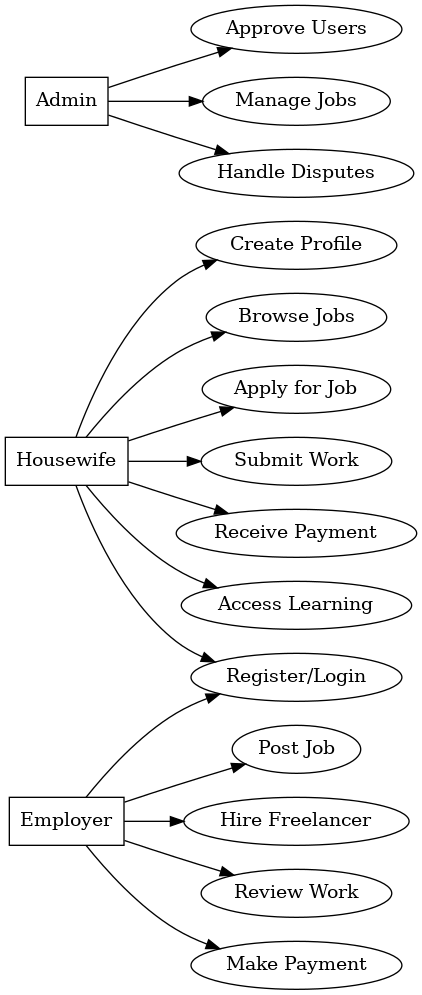 Approve Users
Admin
Manage Jobs
Handle Disputes
Create Profile
Browse Jobs
Apply for Job
Housewife
Submit Work
Receive Payment
Access Learning
Register/Login
Post Job
Employer
Hire Freelancer
Review Work
Make Payment